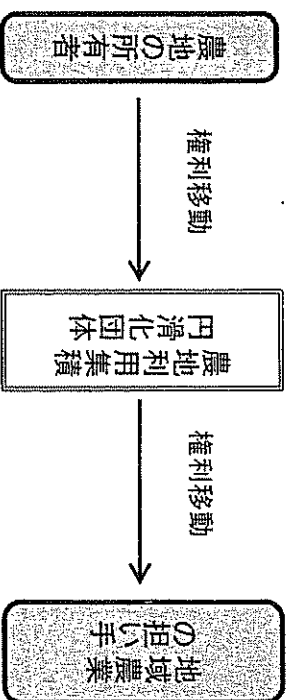 農地の所有者
権利移動
農地利用集積
円滑化団体
権利移動
地域農業
の担い手